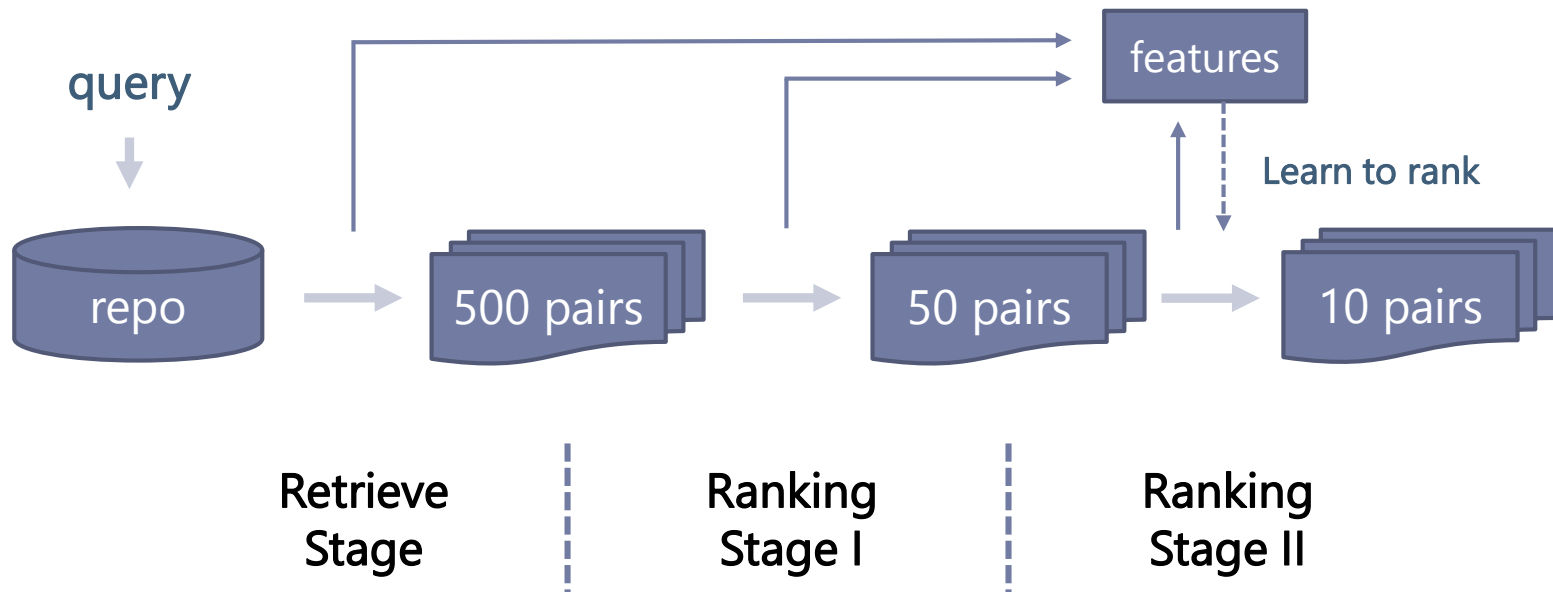 features
query
Learn to rank
repo
500 pairs
50 pairs
10 pairs
Retrieve
Stage
Ranking
Stage I
Ranking
Stage II